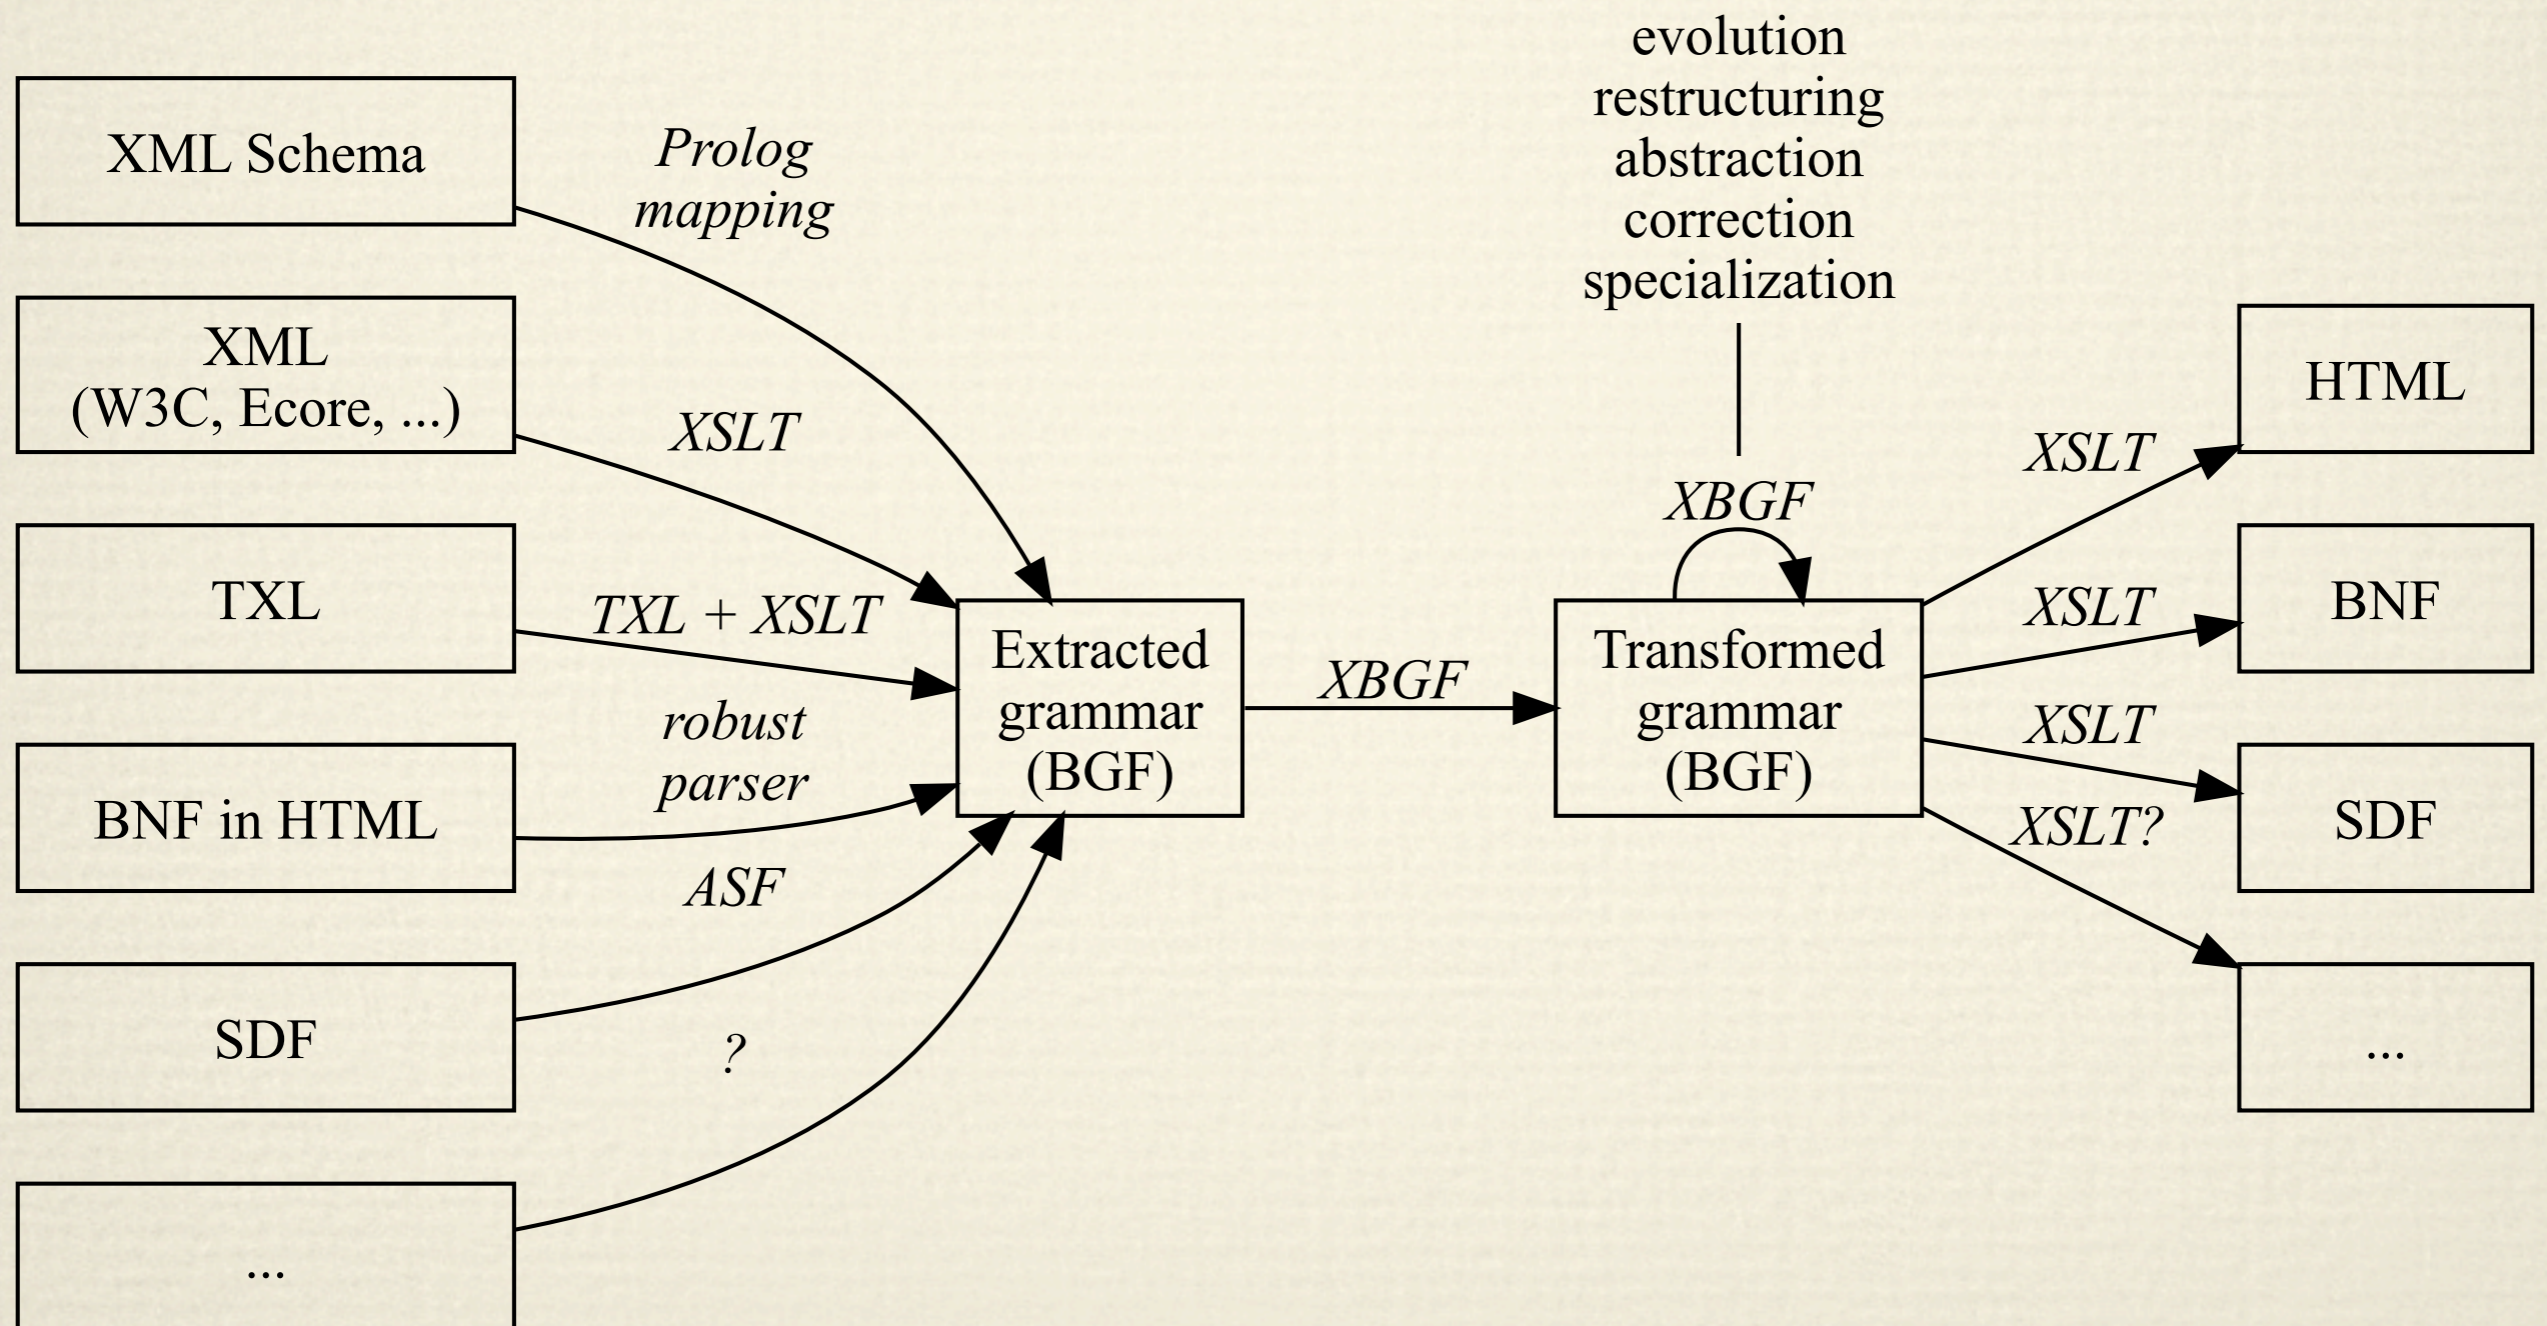 evolution
restructuring
abstraction
correction
specialization
XML Schema
Prolog
mapping
XML
(W3C, Ecore, ...)
XSLT
TXL
TXL + XSLT
BNF in HTML
robust
parser
SDF
ASF
...
?
Extracted
grammar
(BGF)
XBGF
XBGF
Transformed
grammar
(BGF)
XSLT
HTML
XSLT
BNF
XSLT
SDF
XSLT?
...